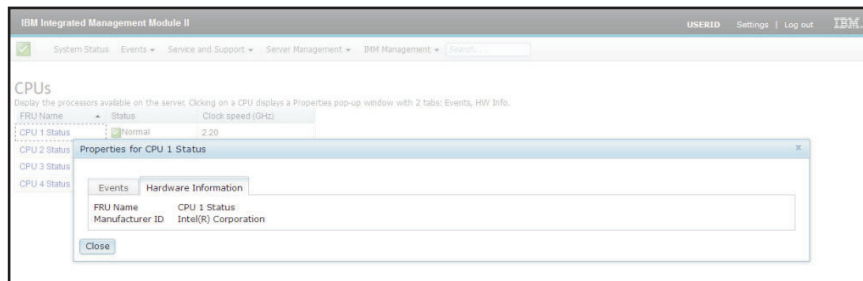 IBM Integrated Management Module II
USERID Settings | Log out IBM.
System Status Events Service and Support Server Management IMM Management Search...
CPUs
Display the processors available on the server. Clicking on a CPU displays a Properties pop-up window with 2 tabs: Events, HW Info.
FRU Name Status Clock speed (GHz)
CPU 1 Status Normal 2.20
CPU 2 Status
CPU 3 Status
CPU 4 Status
Properties for CPU 1 Status ×
Events Hardware Information
FRU Name CPU 1 Status
Manufacturer ID Intel(R) Corporation
Close